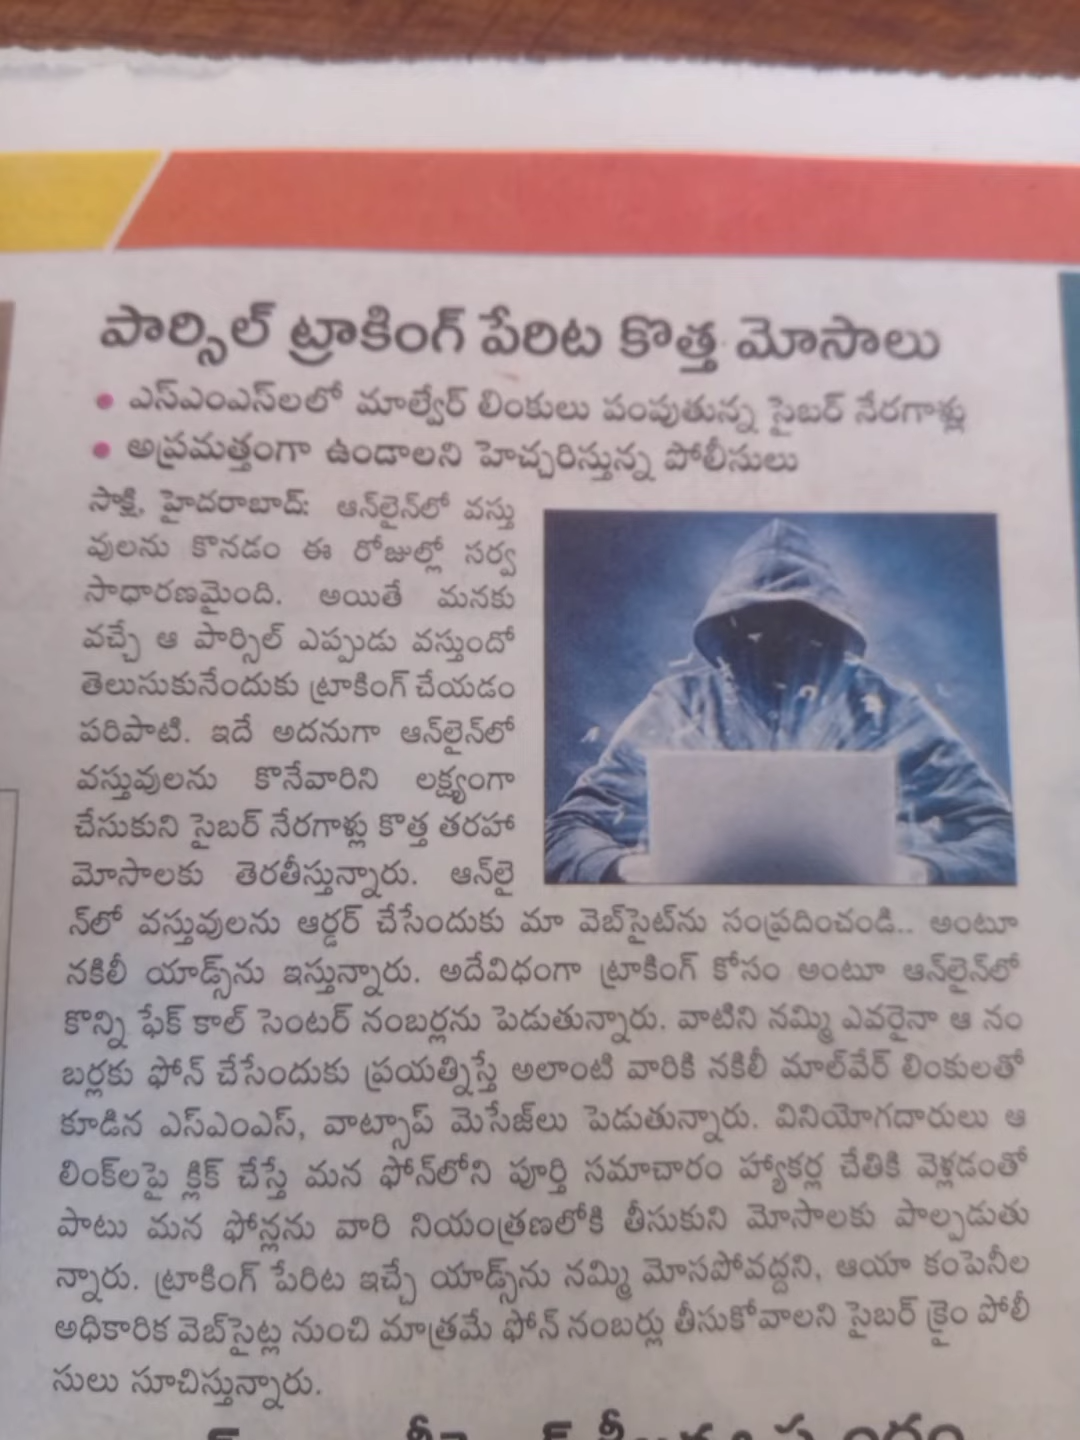 పార్సిల్ ట్రాకింగ్ పేరిట కొత్త మోసాలు
• ఎస్ఎంఎస్‌లలో మాల్వేర్ లింకులు పంపుతున్న సైబర్ నేరగాళ్లు
• అప్రమత్తంగా ఉండాలని హెచ్చరిస్తున్న పోలీసులు
సాక్షి, హైదరాబాద్: ఆన్‌లైన్‌లో వస్తు
వులను కొనడం ఈ రోజుల్లో సర్వ
సాధారణమైంది. అయితే మనకు
వచ్చే ఆ పార్సిల్ ఎప్పుడు వస్తుందో
తెలుసుకునేందుకు ట్రాకింగ్ చేయడం
పరిపాటి. ఇదే అదనుగా ఆన్‌లైన్‌లో
వస్తువులను కొనేవారిని లక్ష్యంగా
చేసుకుని సైబర్ నేరగాళ్లు కొత్త తరహా
మోసాలకు తెరతీస్తున్నారు. ఆన్‌లై
న్‌లో వస్తువులను ఆర్డర్ చేసేందుకు మా వెబ్‌సైట్‌ను సంప్రదించండి.. అంటూ
నకిలీ యాడ్స్‌ను ఇస్తున్నారు. అదేవిధంగా ట్రాకింగ్ కోసం అంటూ ఆన్‌లైన్‌లో
కొన్ని ఫేక్ కాల్ సెంటర్ నంబర్లను పెడుతున్నారు. వాటిని నమ్మి ఎవరైనా ఆ నం
బర్లకు ఫోన్ చేసేందుకు ప్రయత్నిస్తే అలాంటి వారికి నకిలీ మాల్‌వేర్ లింకులతో
కూడిన ఎస్ఎంఎస్, వాట్సాప్ మెసేజ్‌లు పెడుతున్నారు. వినియోగదారులు ఆ
లింక్‌లపై క్లిక్ చేస్తే మన ఫోన్‌లోని పూర్తి సమాచారం హ్యాకర్ల చేతికి వెళ్లడంతో
పాటు మన ఫోన్లను వారి నియంత్రణలోకి తీసుకుని మోసాలకు పాల్పడుతు
న్నారు. ట్రాకింగ్ పేరిట ఇచ్చే యాడ్స్‌ను నమ్మి మోసపోవద్దని, ఆయా కంపెనీల
అధికారిక వెబ్‌సైట్ల నుంచి మాత్రమే ఫోన్ నంబర్లు తీసుకోవాలని సైబర్ క్రైం పోలీ
సులు సూచిస్తున్నారు.